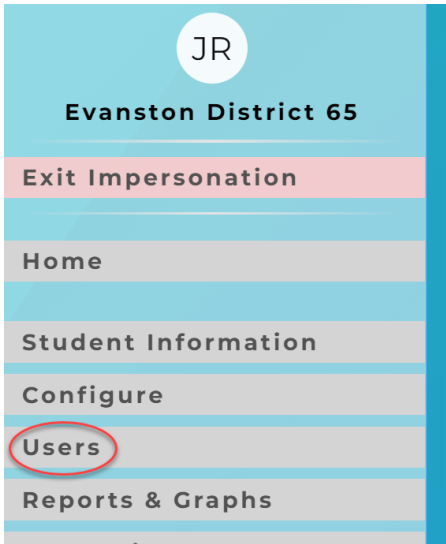 JR
Evanston District 65
Exit Impersonation
Home
Student Information
Configure
Users
Reports & Graphs